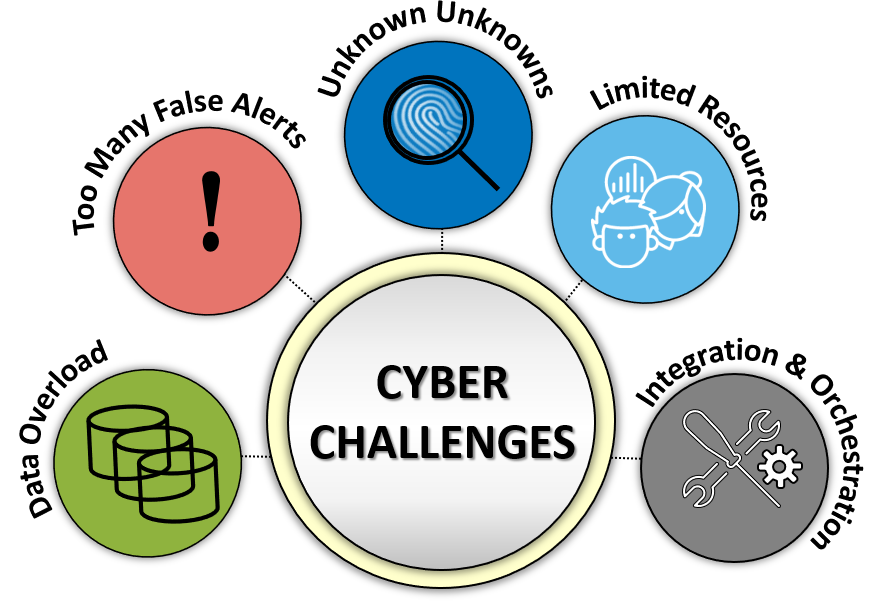 Unknown Unknowns
Too Many False Alerts
Limited Resources
Data Overload
Integration & Orchestration
CYBER
CHALLENGES